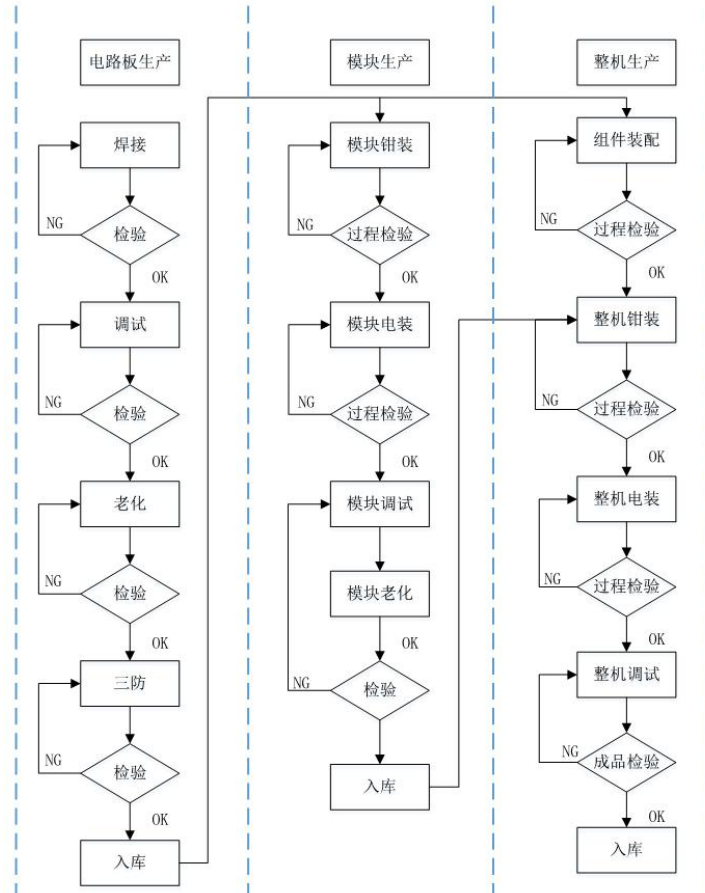 电路板生产
焊接
NG
检验
OK
调试
NG
检验
OK
老化
NG
检验
OK
三防
NG
检验
OK
入库
模块生产
模块钳装
NG
过程检验
OK
模块电装
NG
过程检验
OK
模块调试
模块老化
OK
NG
检验
入库
整机生产
组件装配
NG
过程检验
OK
整机钳装
NG
过程检验
OK
整机电装
NG
过程检验
OK
整机调试
NG
成品检验
OK
入库